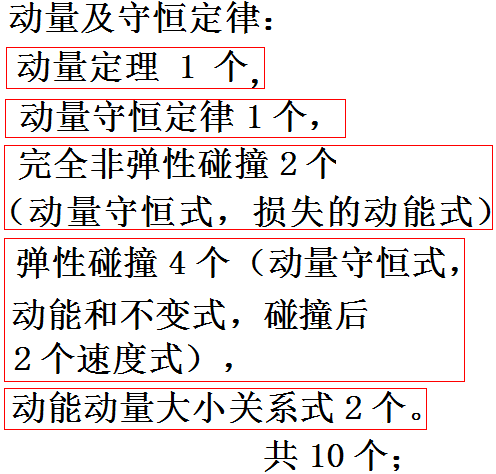 动量及守恒定律：
动量定理 1 个，
动量守恒定律1个，
完全非弹性碰撞2个
（动量守恒式，损失的动能式）
弹性碰撞4个（动量守恒式，
动能和不变式，碰撞后
2个速度式），
动能动量大小关系式2个。
共10个；